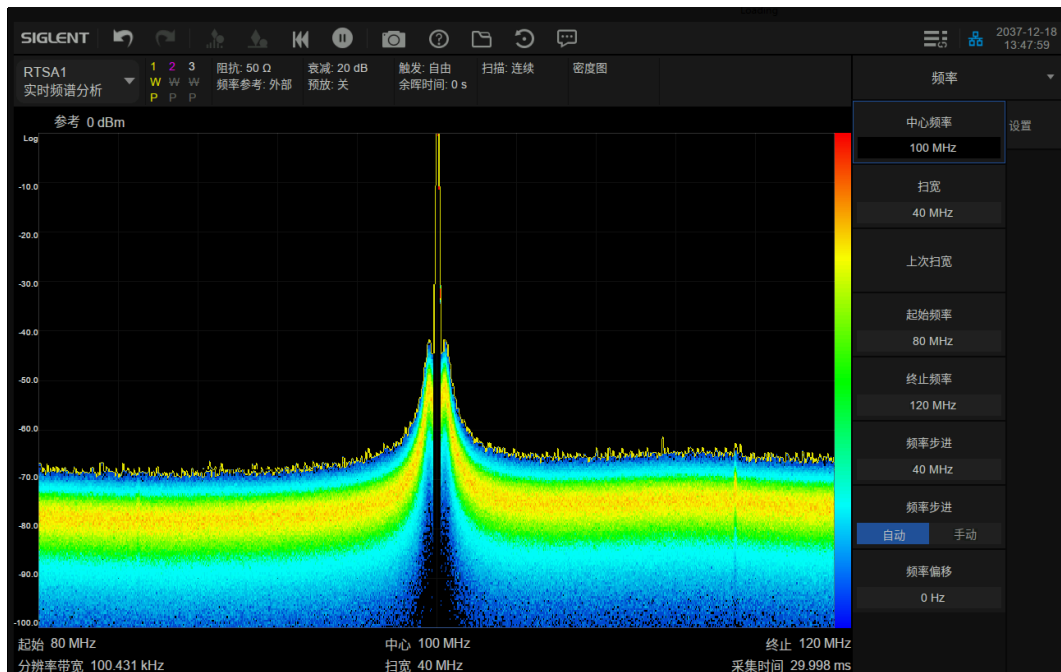 SIGLENT
2037-12-18
13:47:59
RTSA1
实时频谱分析
1 2 3
W W W
P P P
阻抗: 50 Ω
频率参考: 外部
衰减: 20 dB
预放: 关
触发: 自由
余晖时间: 0 s
扫描: 连续
密度图
频率
设置
参考 0 dBm
Log
-10.0
-20.0
-30.0
-40.0
-50.0
-60.0
-70.0
-80.0
-90.0
-100.0
中心频率
100 MHz
扫宽
40 MHz
上次扫宽
起始频率
80 MHz
终止频率
120 MHz
频率步进
40 MHz
频率步进
自动 手动
频率偏移
0 Hz
起始 80 MHz 中心 100 MHz 终止 120 MHz
分辨率带宽 100.431 kHz 扫宽 40 MHz 采集时间 29.998 ms